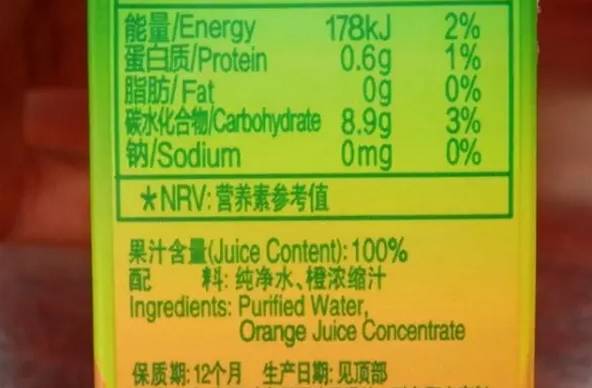 能量/Energy 178kJ 2%
蛋白质/Protein 0.6g 1%
脂肪/Fat 0g 0%
碳水化合物/Carbohydrate 8.9g 3%
钠/Sodium 0mg 0%
*NRV: 营养素参考值
果汁含量(Juice Content): 100%
配 料: 纯净水、橙浓缩汁
Ingredients: Purified Water,
Orange Juice Concentrate
保质期: 12个月 生产日期: 见顶部